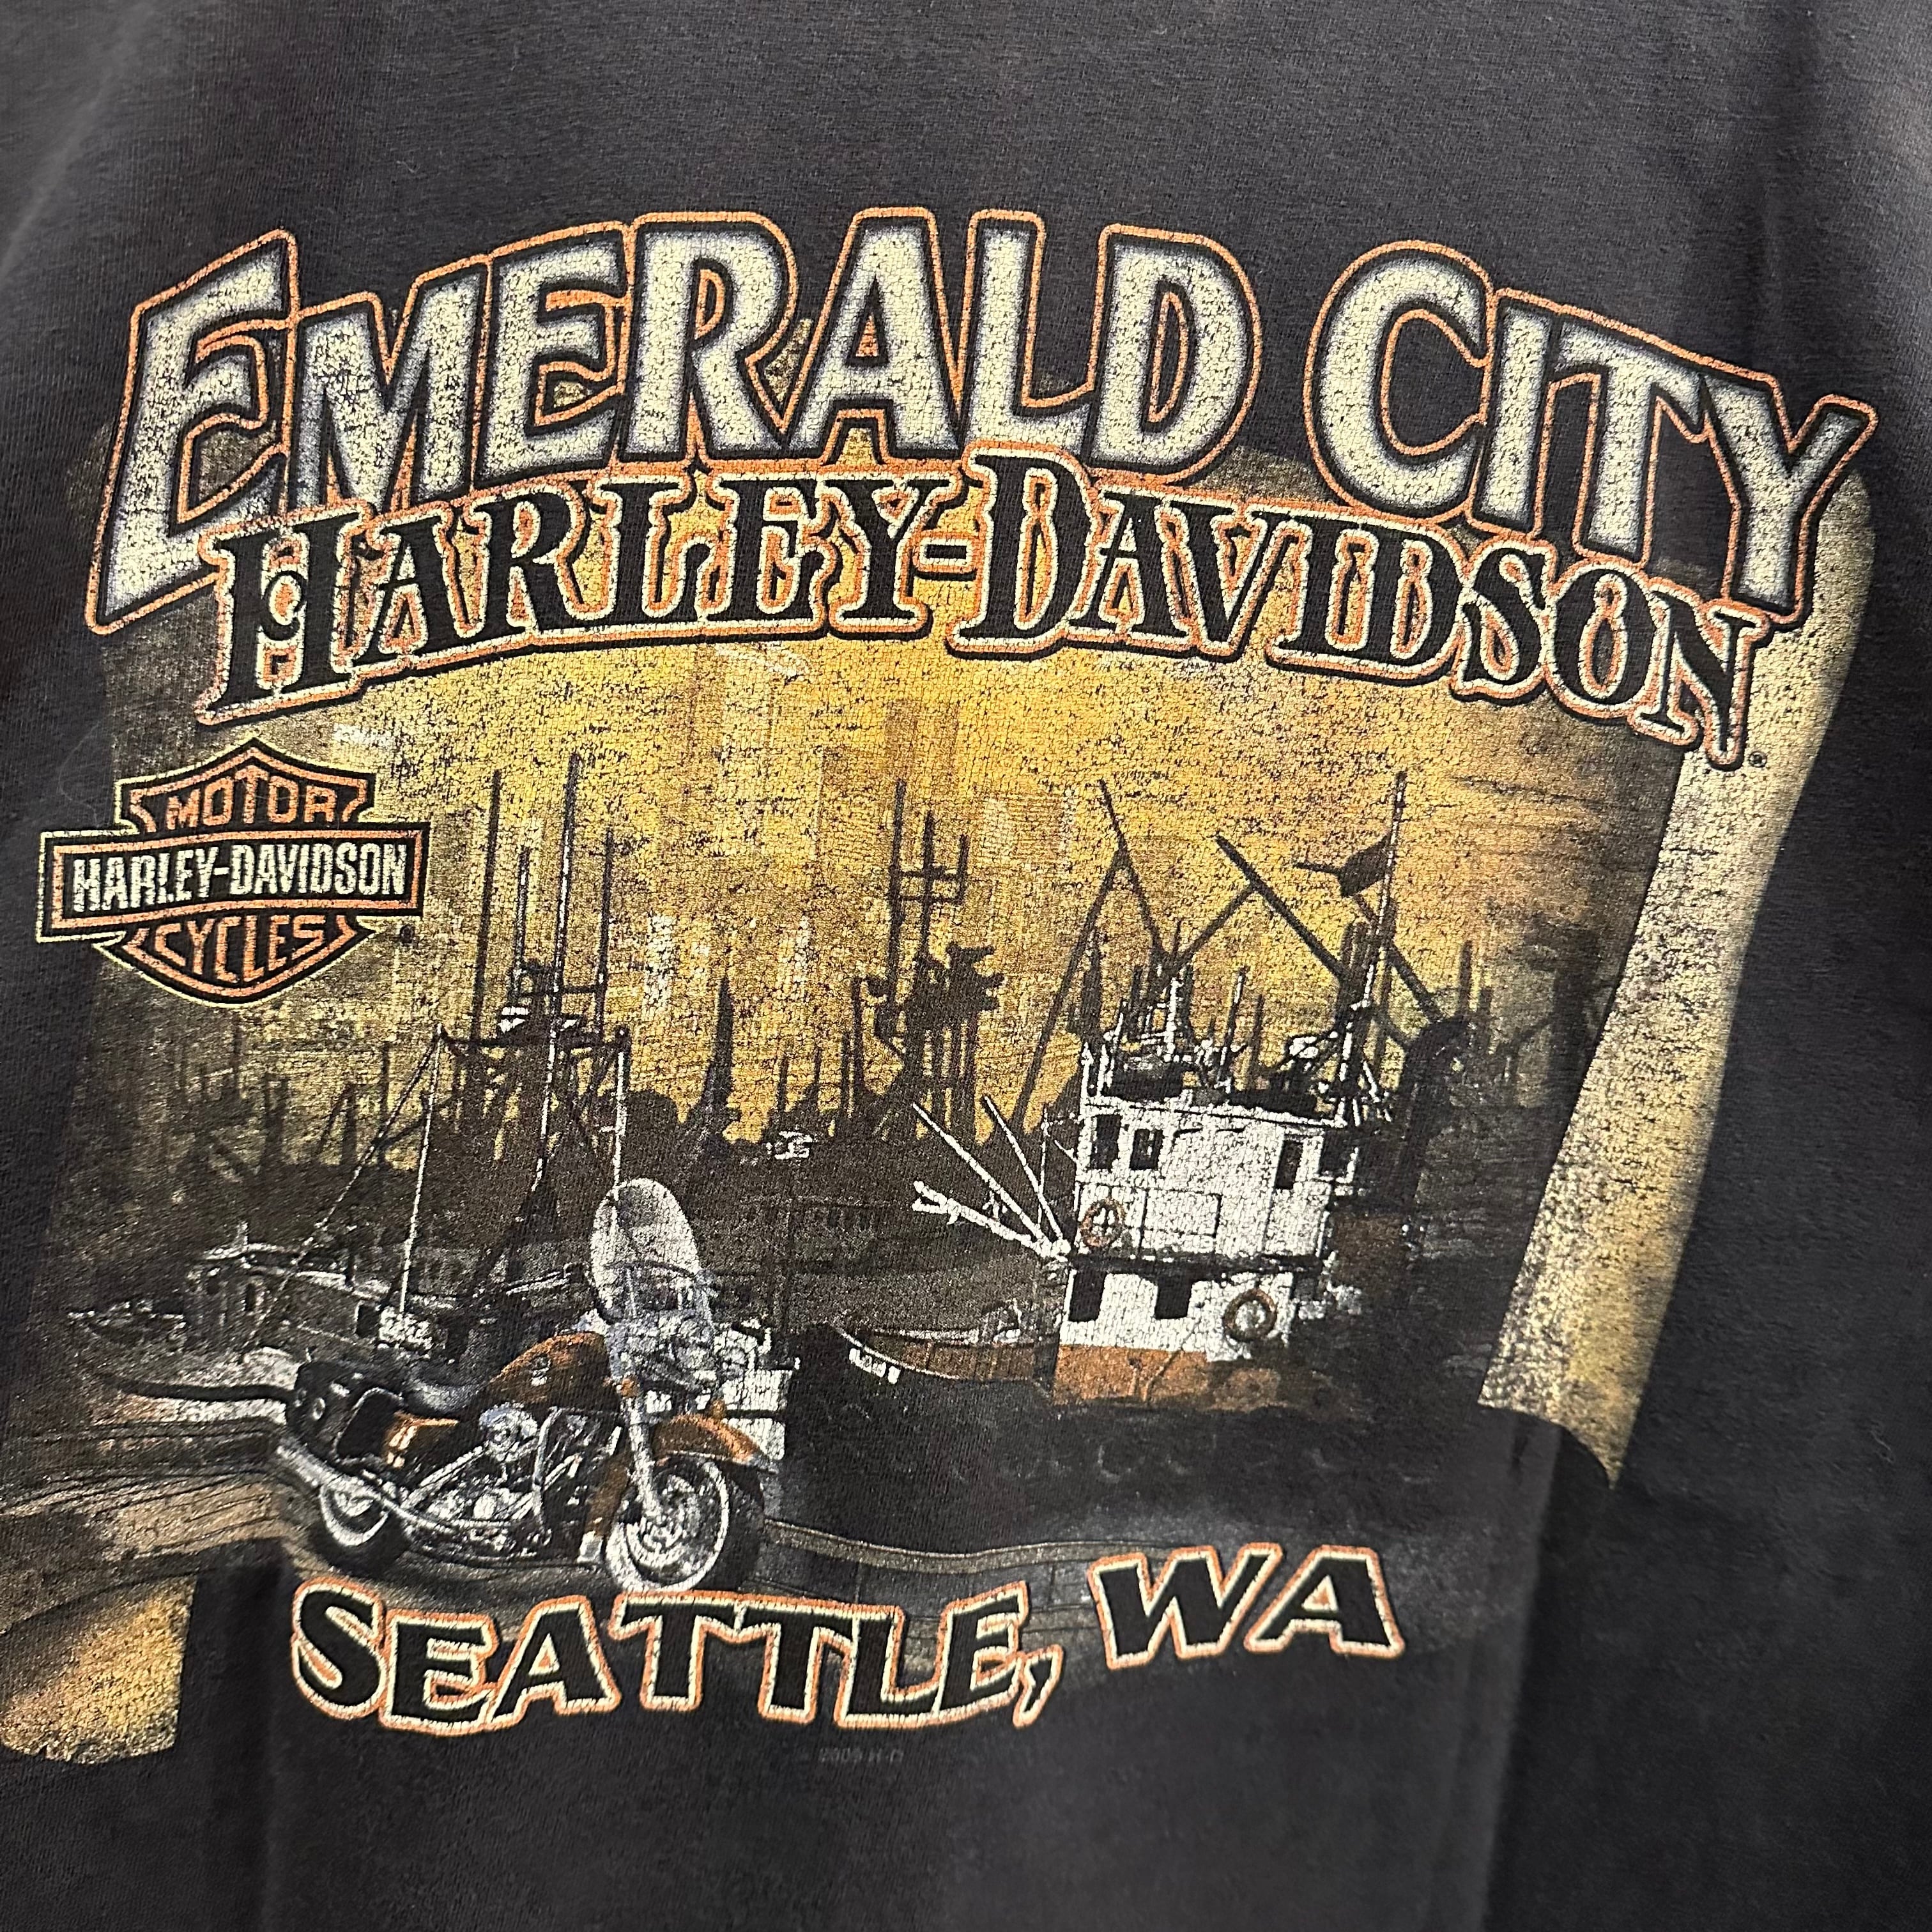 EMERALD CITY
HARLEY-DAVIDSON®
MOTOR
HARLEY-DAVIDSON
CYCLES
SEATTLE, WA
H-D